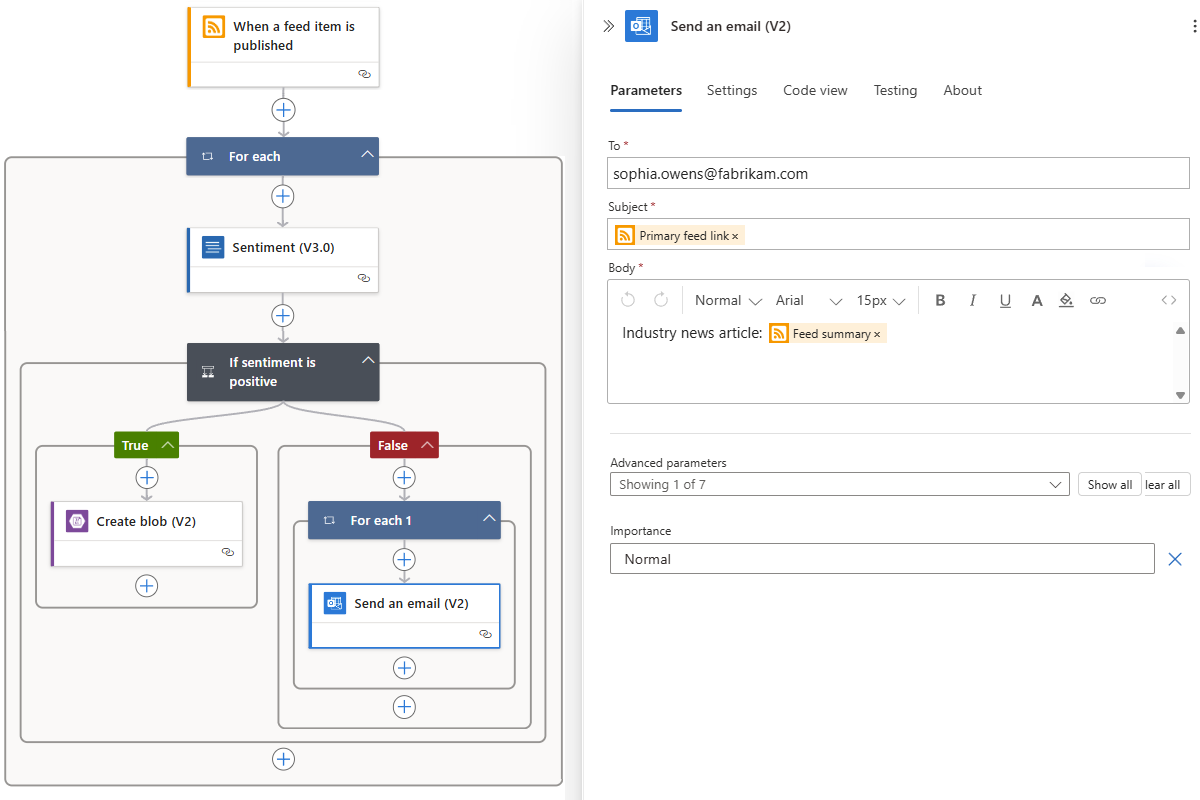 When a feed item is
published
For each
Sentiment (V3.0)
If sentiment is
positive
True
False
Create blob (V2)
For each 1
Send an email (V2)
Send an email (V2)
Parameters Settings Code view Testing About
To *
sophia.owens@fabrikam.com
Subject *
Primary feed link ×
Body *
Normal Arial 15px B I U A
Industry news article: Feed summary ×
Advanced parameters
Showing 1 of 7 Show all lear all
Importance
Normal